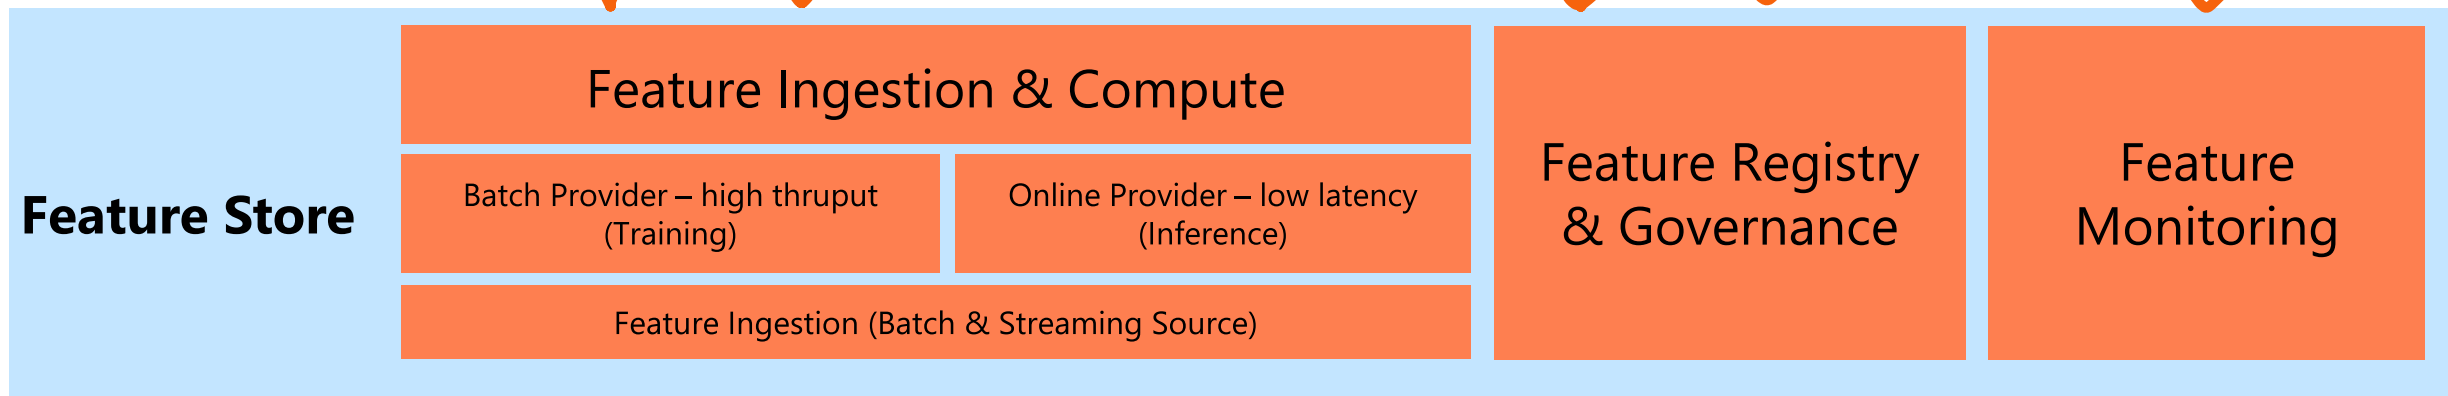 Feature Store
Feature Ingestion & Compute
Batch Provider – high thruput
(Training)
Online Provider – low latency
(Inference)
Feature Ingestion (Batch & Streaming Source)
Feature Registry
& Governance
Feature
Monitoring